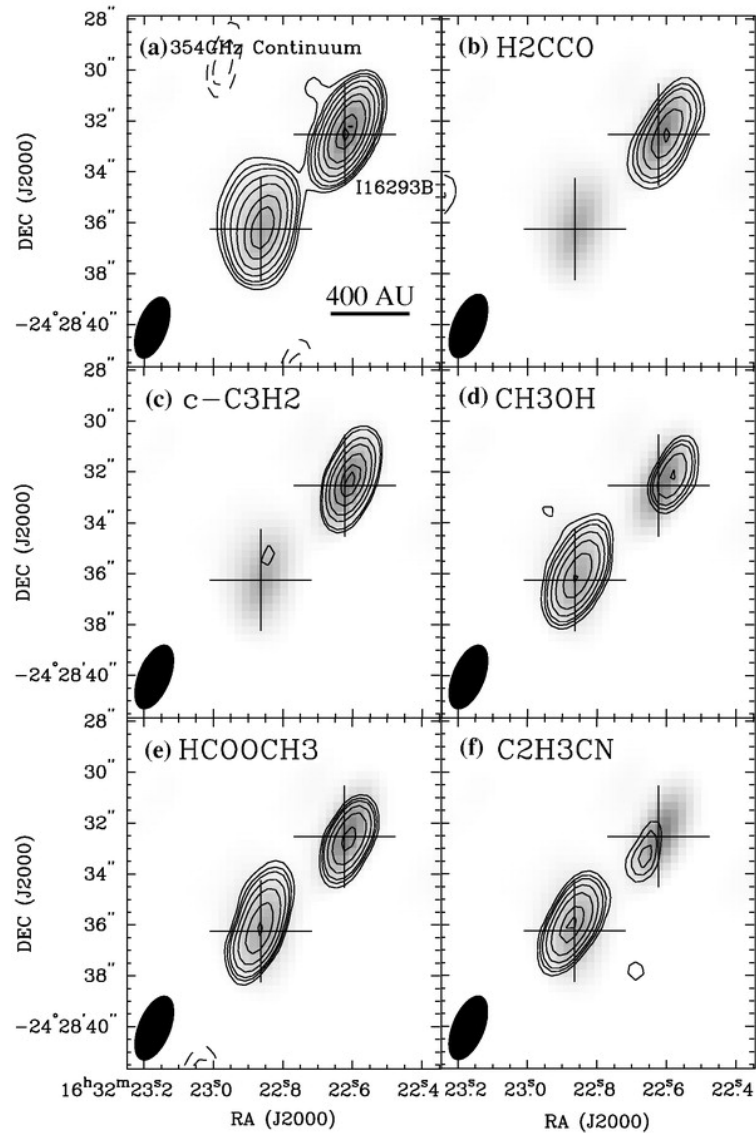 28"
(a) 354GHz Continuum
(b) H2CCO
30"
32"
34"
I16293B
36"
38"
400 AU
-24°28'40"
DEC (J2000)
28"
(c) c-C3H2
(d) CH3OH
30"
32"
34"
36"
38"
-24°28'40"
DEC (J2000)
28"
(e) HCOOCH3
(f) C2H3CN
30"
32"
34"
36"
38"
-24°28'40"
DEC (J2000)
16h32m23s.2 23s.0 22s.8 22s.6 22s.4 23s.2 23s.0 22s.8 22s.6 22s.4
RA (J2000) RA (J2000)